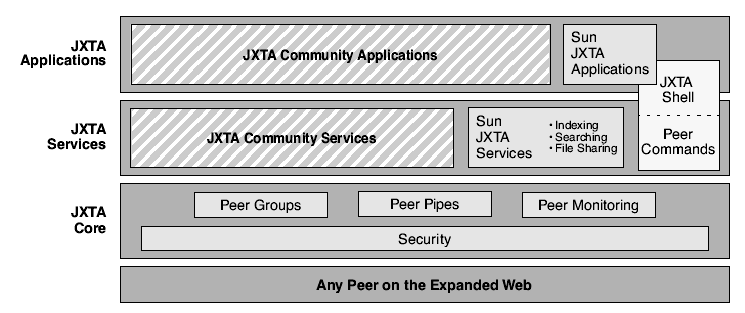 JXTA
Applications
JXTA Community Applications
Sun
JXTA
Applications
JXTA
Shell
Peer
Commands
JXTA
Services
JXTA Community Services
Sun
JXTA
Services
• Indexing
• Searching
• File Sharing
JXTA
Core
Peer Groups
Peer Pipes
Peer Monitoring
Security
Any Peer on the Expanded Web